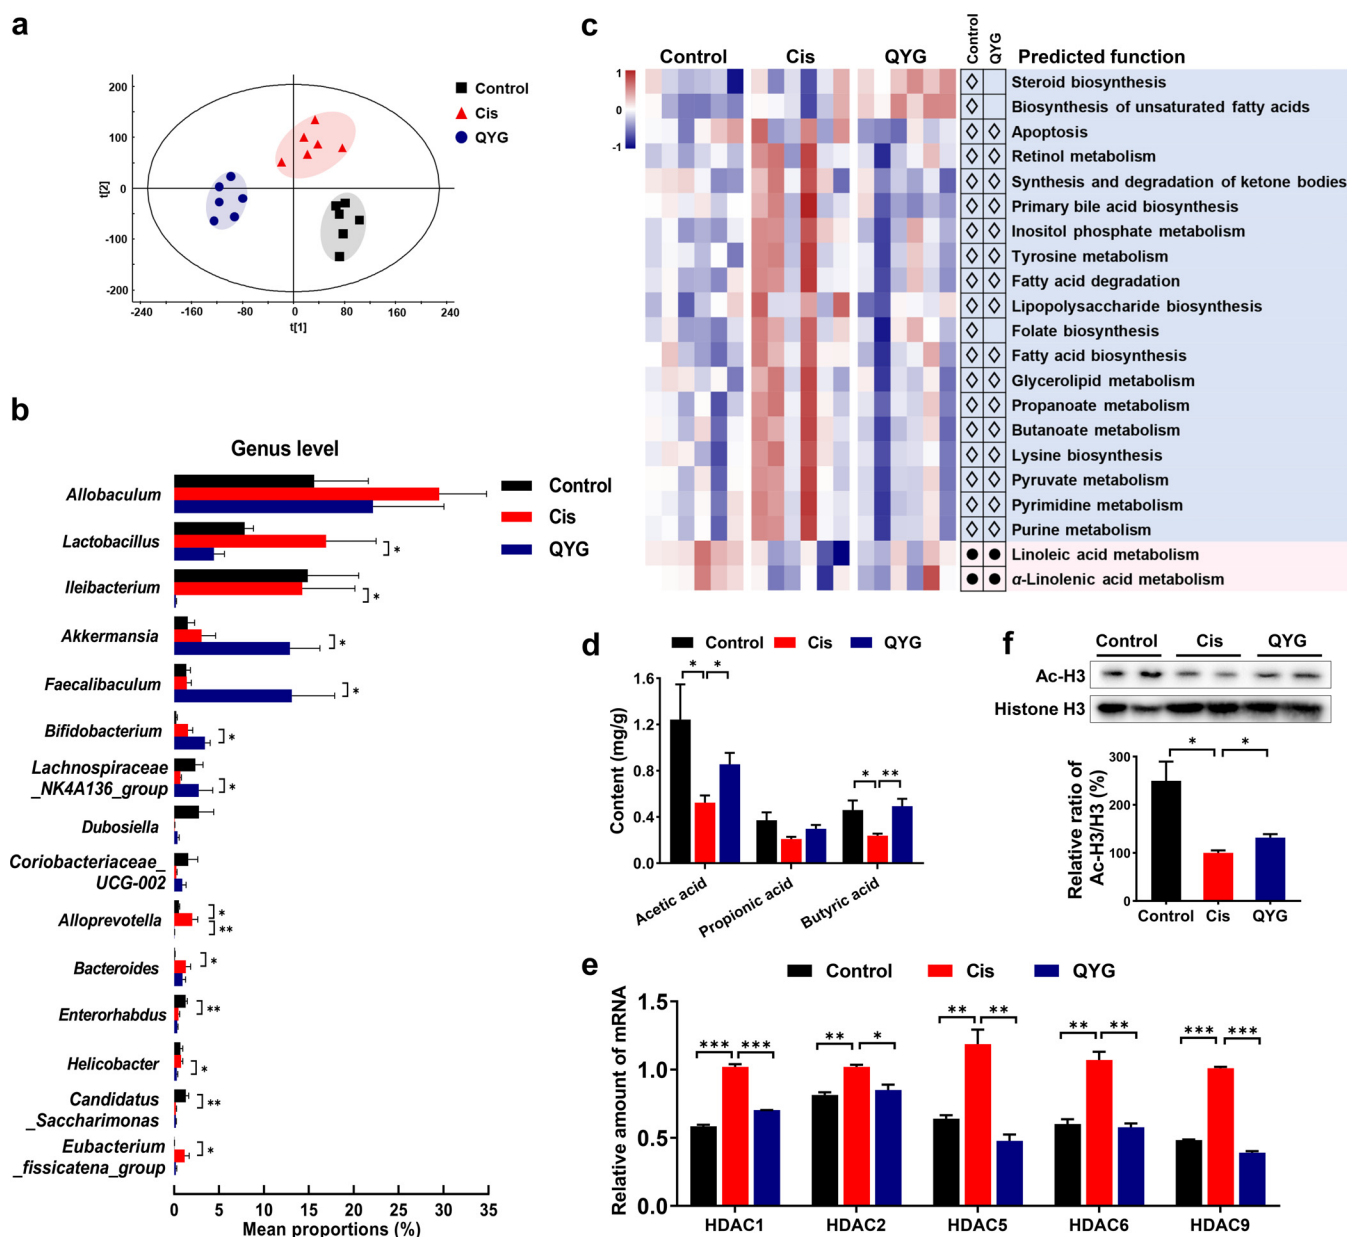 a
200
100
0
-100
-200
t[2]
-240
-160
-80
0
80
160
240
t[1]
Control
Cis
QYG
b
Genus level
Allobaculum
Lactobacillus
Ileibacterium
Akkermansia
Faecalibaculum
Bifidobacterium
Lachnospiraceae
_NK4A136_group
Dubosiella
Coriobacteriaceae_
UCG-002
Alloprevotella
Bacteroides
Enterorhabdus
Helicobacter
Candidatus
_Saccharimonas
Eubacterium
_fissicatena_group
*
*
*
*
*
*
*
**
*
**
*
**
*
Control
Cis
QYG
0 5 10 15 20 25 30 35
Mean proportions (%)
c
1
0
-1
Control Cis QYG
Control
QYG
Predicted function
Steroid biosynthesis
Biosynthesis of unsaturated fatty acids
Apoptosis
Retinol metabolism
Synthesis and degradation of ketone bodies
Primary bile acid biosynthesis
Inositol phosphate metabolism
Tyrosine metabolism
Fatty acid degradation
Lipopolysaccharide biosynthesis
Folate biosynthesis
Fatty acid biosynthesis
Glycerolipid metabolism
Propanoate metabolism
Butanoate metabolism
Lysine biosynthesis
Pyruvate metabolism
Pyrimidine metabolism
Purine metabolism
Linoleic acid metabolism
α-Linolenic acid metabolism
d
Control Cis QYG
Content (mg/g)
1.6
1.2
0.8
0.4
0.0
* *
* **
Acetic acid
Propionic acid
Butyric acid
f
Control Cis QYG
Ac-H3
Histone H3
Relative ratio of
Ac-H3/H3 (%)
300
200
100
0
* *
Control Cis QYG
e
Control Cis QYG
Relative amount of mRNA
1.5
1.0
0.5
0.0
*** ***
** *
** **
** **
*** ***
HDAC1 HDAC2 HDAC5 HDAC6 HDAC9